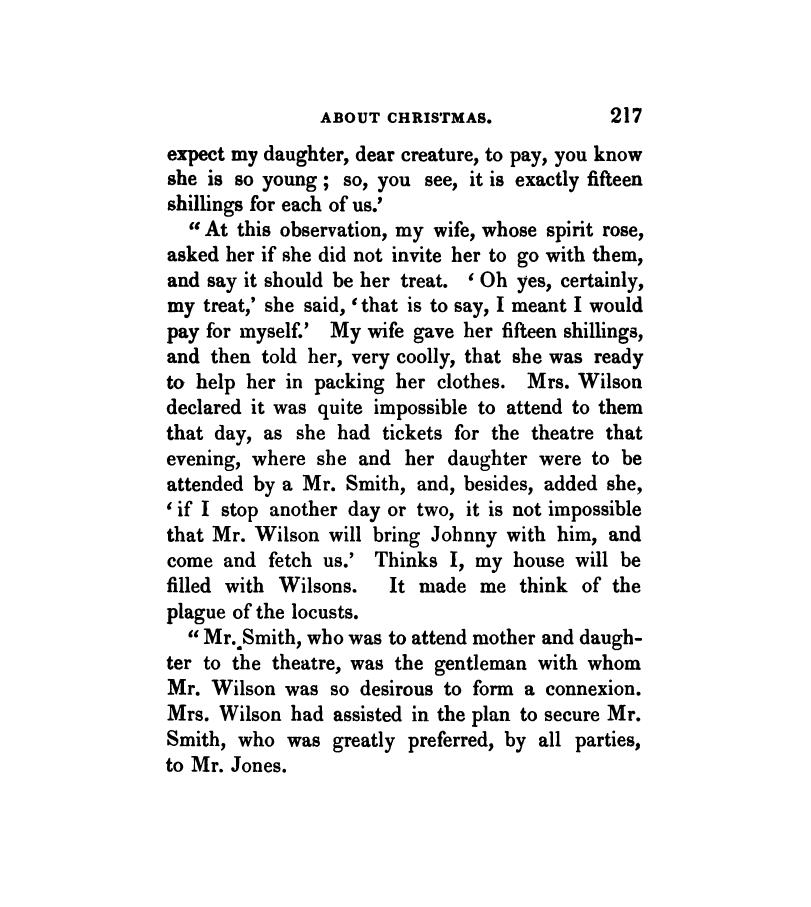 ABOUT CHRISTMAS. 217
expect my daughter, dear creature, to pay, you know
she is so young ; so, you see, it is exactly fifteen
shillings for each of us.’
“ At this observation, my wife, whose spirit rose,
asked her if she did not invite her to go with them,
and say it should be her treat. ‘ Oh yes, certainly,
my treat,’ she said, ‘ that is to say, I meant I would
pay for myself.’ My wife gave her fifteen shillings,
and then told her, very coolly, that she was ready
to help her in packing her clothes. Mrs. Wilson
declared it was quite impossible to attend to them
that day, as she had tickets for the theatre that
evening, where she and her daughter were to be
attended by a Mr. Smith, and, besides, added she,
‘ if I stop another day or two, it is not impossible
that Mr. Wilson will bring Johnny with him, and
come and fetch us.’ Thinks I, my house will be
filled with Wilsons. It made me think of the
plague of the locusts.
“ Mr. Smith, who was to attend mother and daugh-
ter to the theatre, was the gentleman with whom
Mr. Wilson was so desirous to form a connexion.
Mrs. Wilson had assisted in the plan to secure Mr.
Smith, who was greatly preferred, by all parties,
to Mr. Jones.